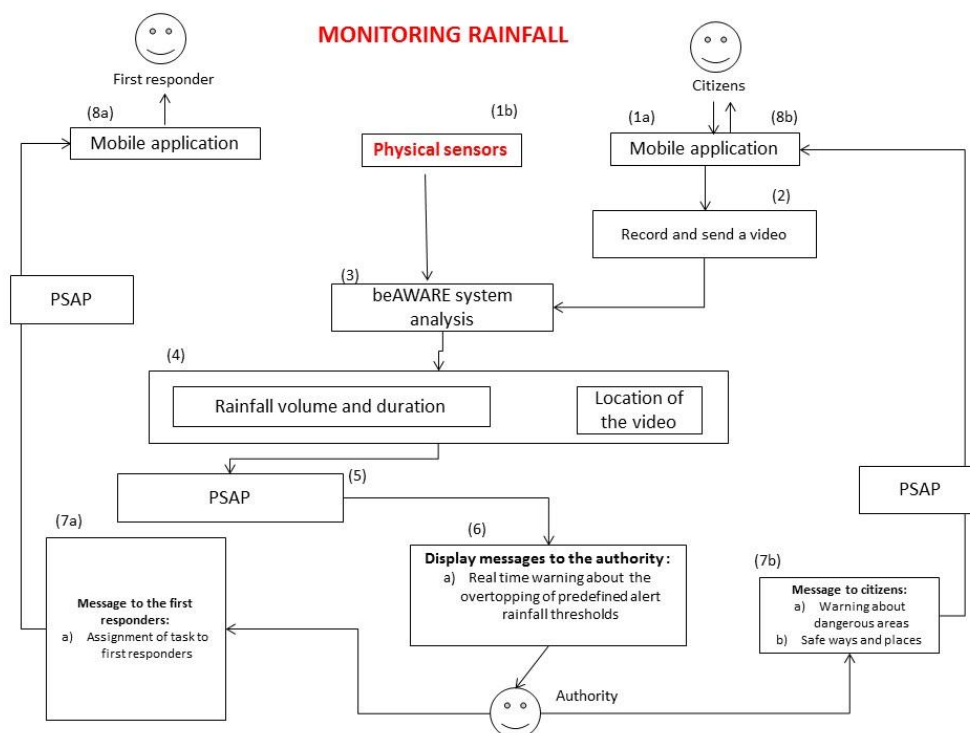 MONITORING RAINFALL
First responder
Citizens
(8a)
Mobile application
(1b)
Physical sensors
(1a)
(8b)
Mobile application
(2)
Record and send a video
PSAP
(3)
beAWARE system
analysis
(4)
Rainfall volume and duration
Location of
the video
(5)
PSAP
PSAP
(6)
Display messages to the authority :
a) Real time warning about the
overtopping of predefined alert
rainfall thresholds
(7a)
Message to the first
responders:
a) Assignment of task to
first responders
(7b)
Message to citizens:
a) Warning about
dangerous areas
b) Safe ways and places
Authority